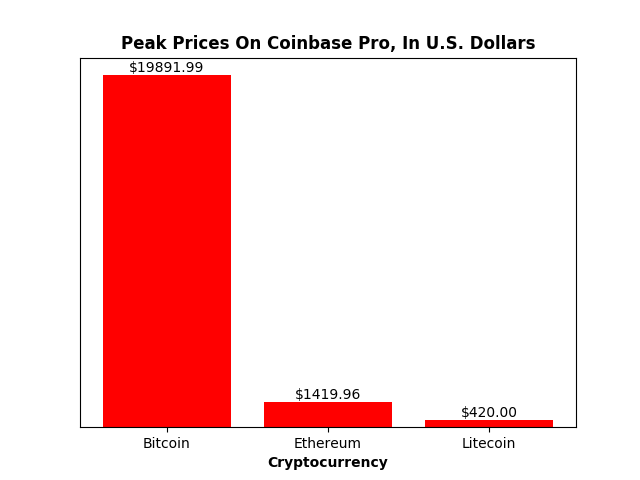 Peak Prices On Coinbase Pro, In U.S. Dollars
$19891.99
$1419.96
$420.00
Bitcoin
Ethereum
Litecoin
Cryptocurrency